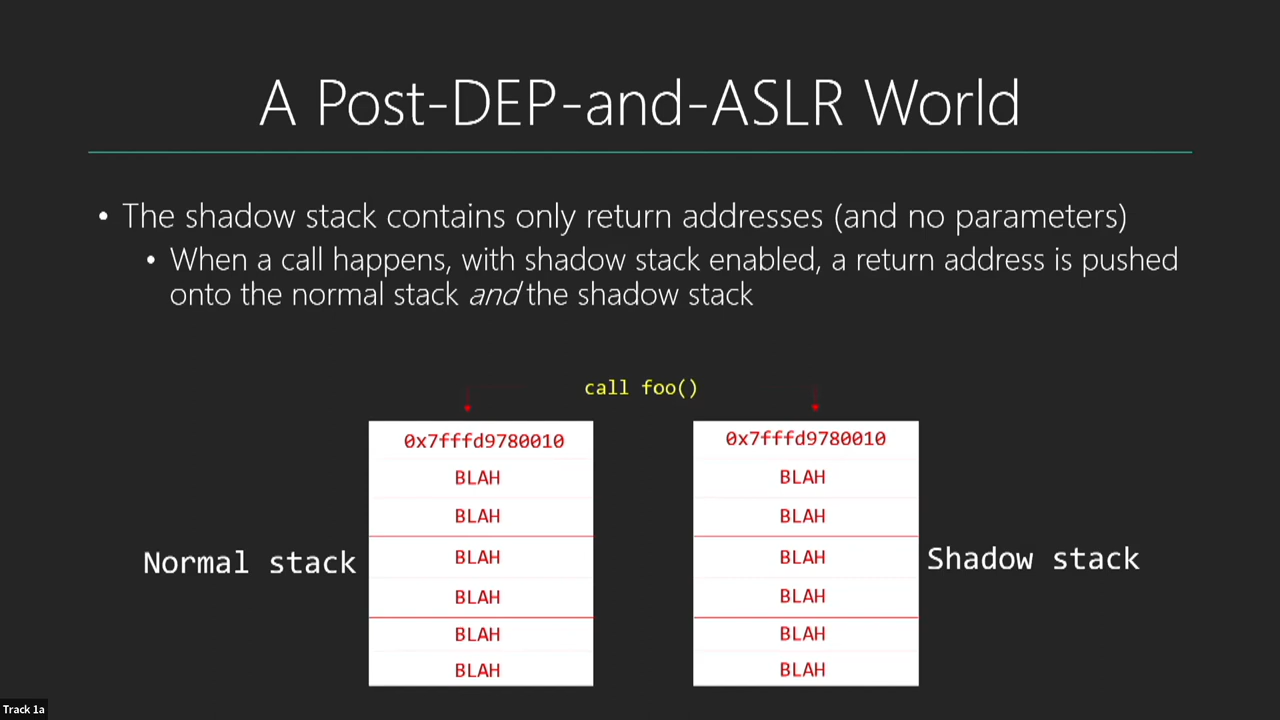 A Post-DEP-and-ASLR World
• The shadow stack contains only return addresses (and no parameters)
• When a call happens, with shadow stack enabled, a return address is pushed
onto the normal stack and the shadow stack
call foo()
0x7fffd9780010
BLAH
BLAH
BLAH
BLAH
BLAH
BLAH
Normal stack
0x7fffd9780010
BLAH
BLAH
BLAH
BLAH
BLAH
BLAH
Shadow stack
Track 1a